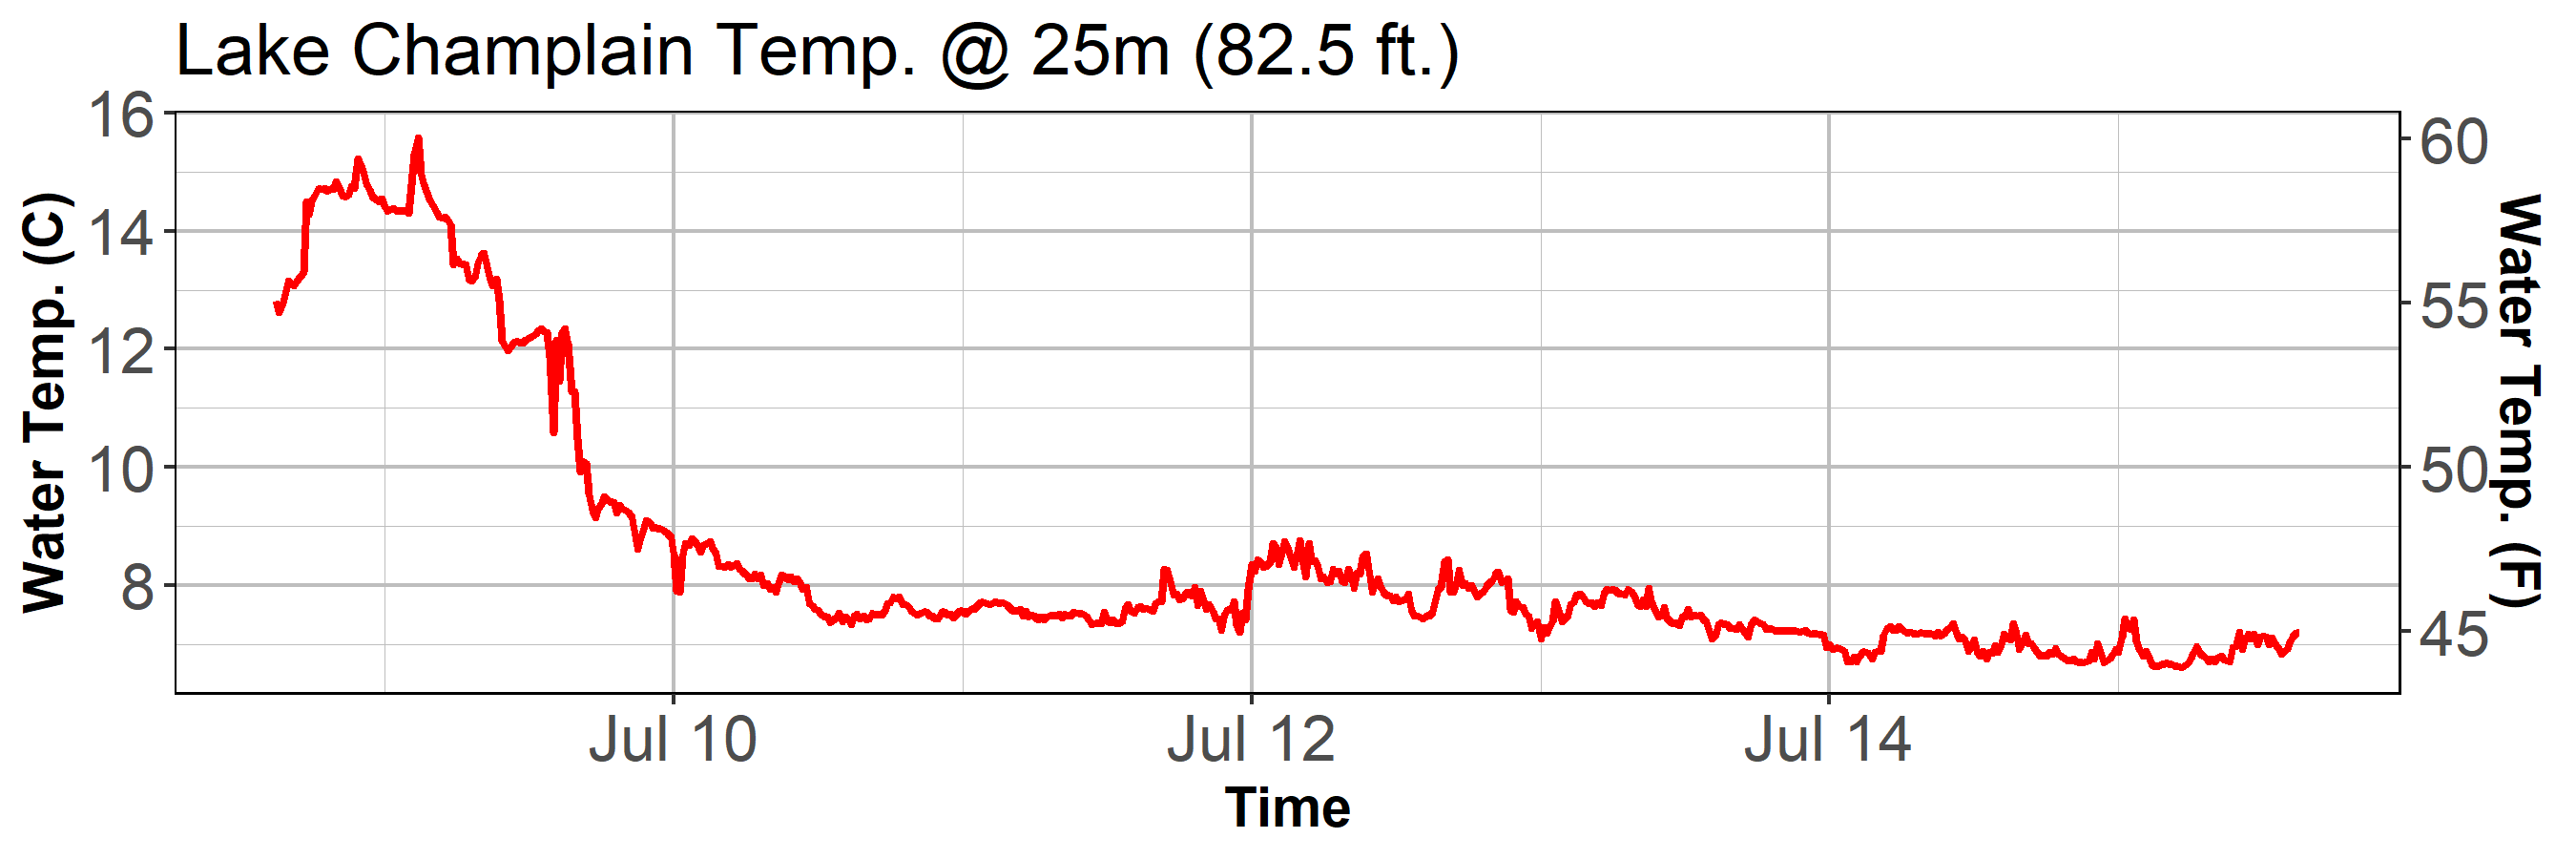 Lake Champlain Temp. @ 25m (82.5 ft.)
Water Temp. (C)
16
14
12
10
8
60
55
50
45
Water Temp. (F)
Jul 10
Jul 12
Jul 14
Time